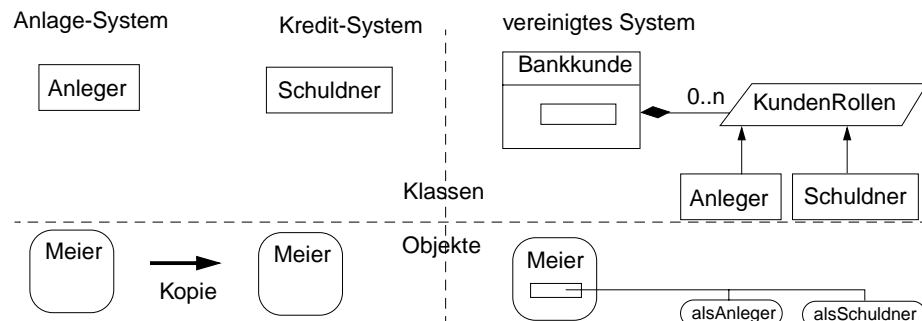 Anlage-System
Kredit-System
vereinigtes System
Anleger
Schuldner
Bankkunde
0..n
KundenRollen
Anleger
Schuldner
Klassen
Objekte
Meier
Kopie
Meier
Meier
alsAnleger
alsSchuldner